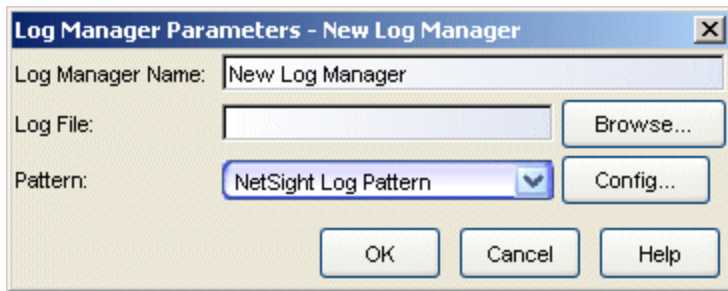 Log Manager Parameters - New Log Manager
Log Manager Name: New Log Manager
Log File: Browse...
Pattern: NetSight Log Pattern Config...
OK Cancel Help